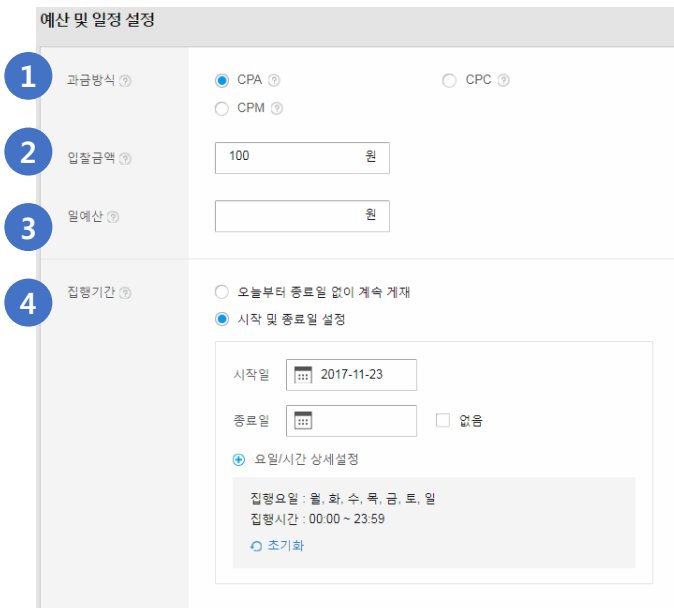 예산 및 일정 설정
1 과금방식 ? CPA ? CPC ?
CPM ?
2 입찰금액 ? 100 원
3 일예산 ? 원
4 집행기간 ? 오늘부터 종료일 없이 계속 게재
시작 및 종료일 설정
시작일 2017-11-23
종료일 없음
요일/시간 상세설정
집행요일 : 월, 화, 수, 목, 금, 토, 일
집행시간 : 00:00 ~ 23:59
초기화